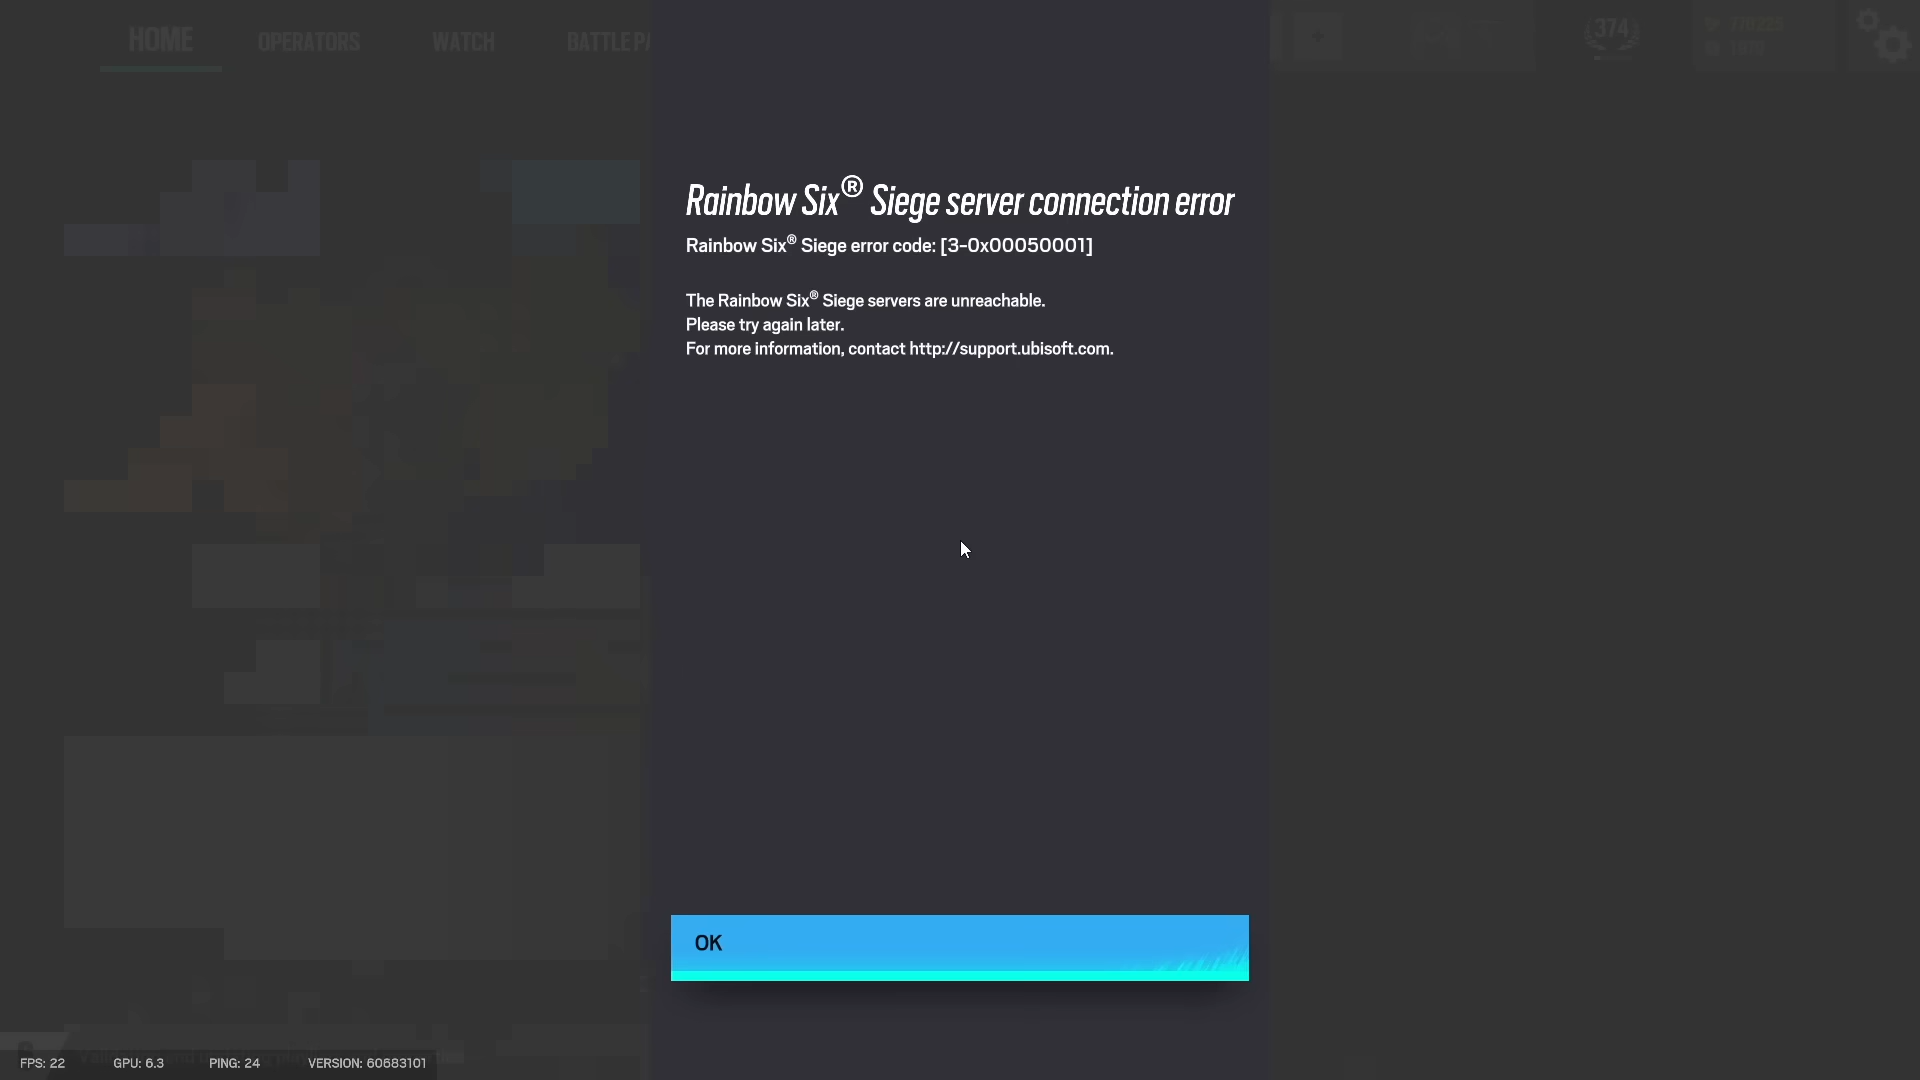 HOME
OPERATORS
WATCH
BATTLE PA
374
Rainbow Six® Siege server connection error
Rainbow Six® Siege error code: [3-0x00050001]
The Rainbow Six® Siege servers are unreachable.
Please try again later.
For more information, contact http://support.ubisoft.com.
OK
FPS: 22
GPU: 6.3
PING: 24
VERSION: 60683101